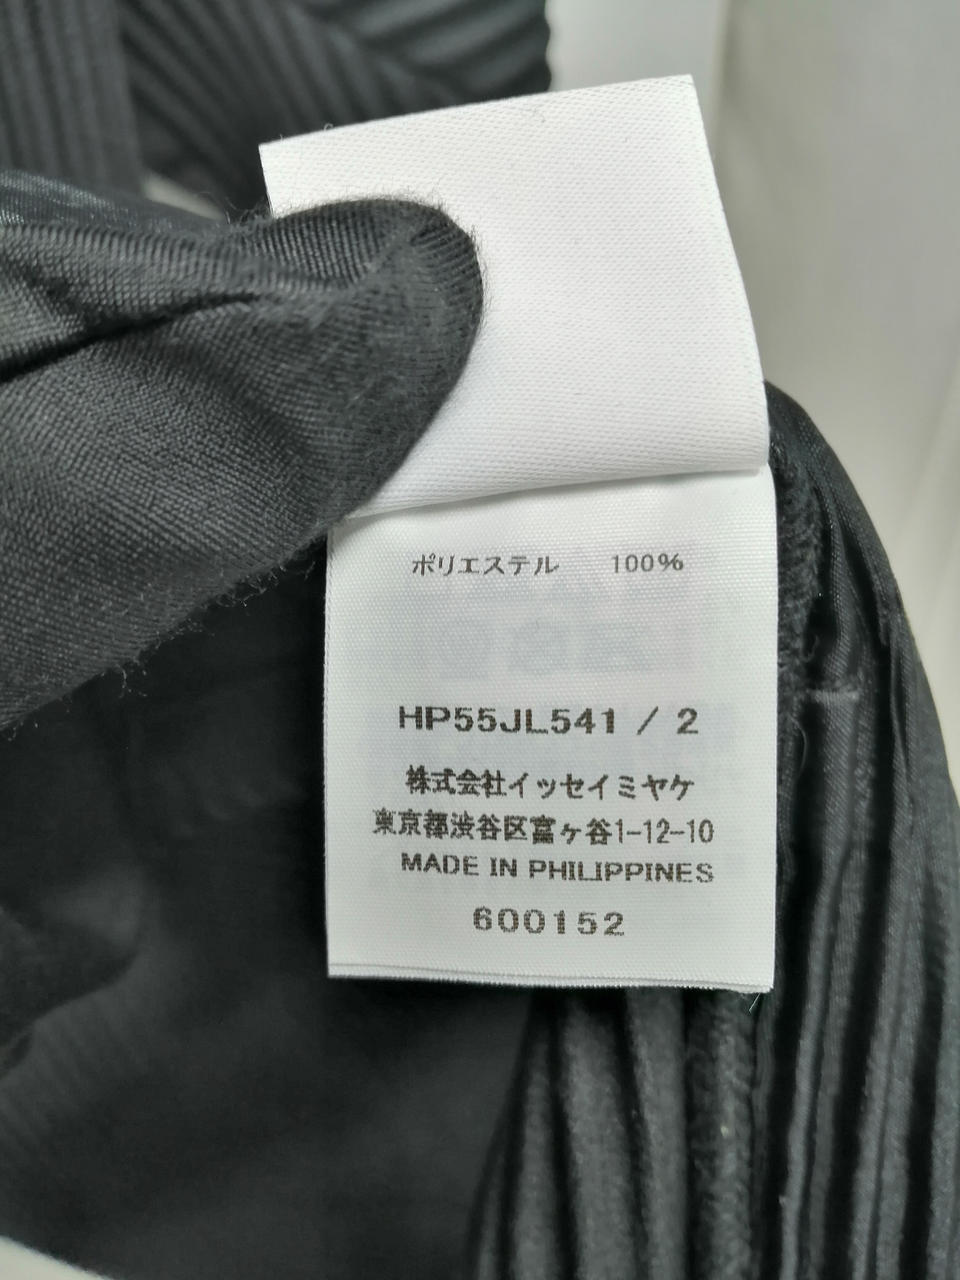 ポリエステル 100%
HP55JL541 / 2
株式会社イッセイミヤケ
東京都渋谷区富ヶ谷1-12-10
MADE IN PHILIPPINES
600152